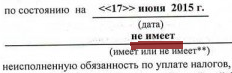 по состоянию на <<17>> июня 2015 г.
(дата)
не имеет
(имеет или не имеет**)
неисполненную обязанность по уплате налогов,